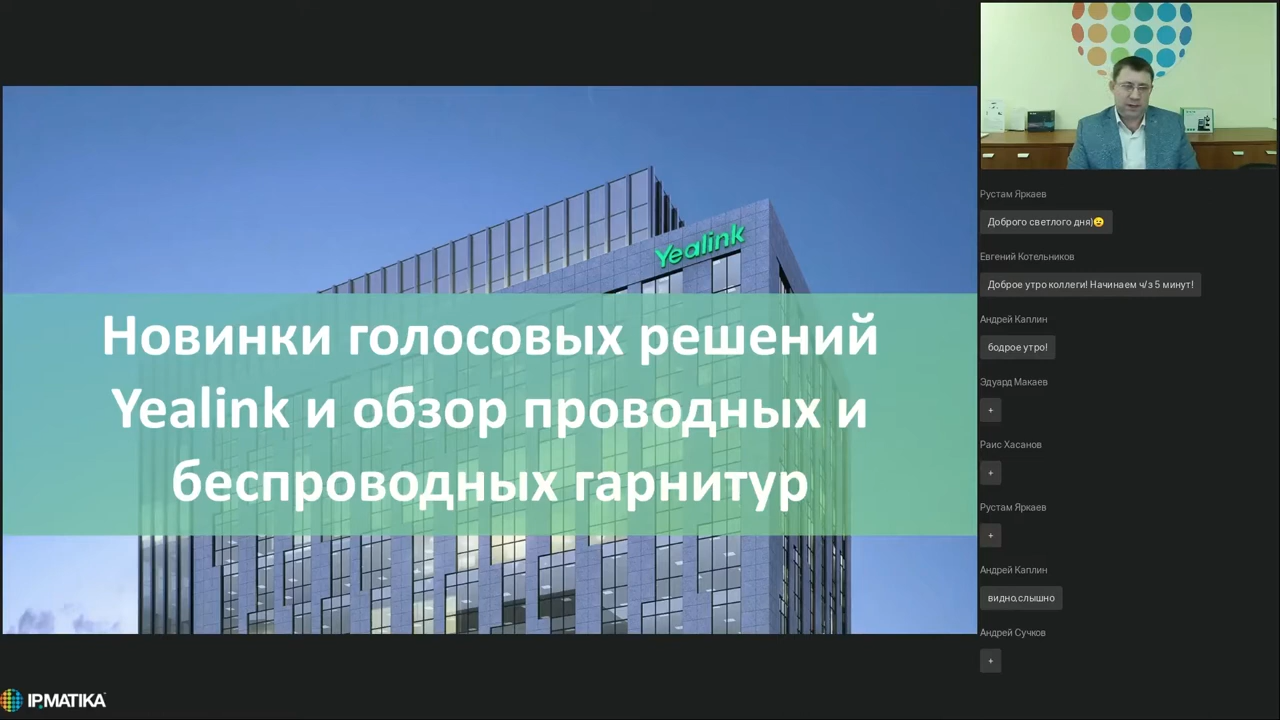 Yealink
Новинки голосовых решений
Yealink и обзор проводных и
беспроводных гарнитур
IPMATIKA
Рустам Яркаев
Доброго светлого дня)😉
Евгений Котельников
Доброе утро коллеги! Начинаем ч/з 5 минут!
Андрей Каплин
бодрое утро!
Эдуард Макаев
+
Раис Хасанов
+
Рустам Яркаев
+
Андрей Каплин
видно,слышно
Андрей Сучков
+